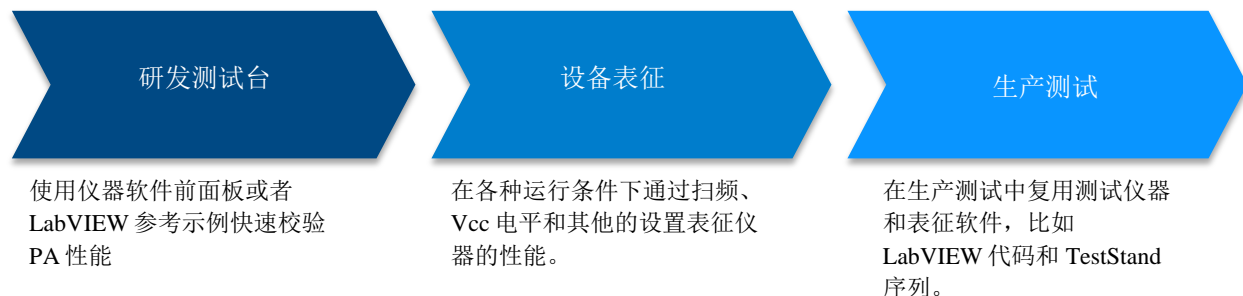 研发测试台
使用仪器软件前面板或者
LabVIEW 参考示例快速校验
PA 性能
设备表征
在各种运行条件下通过扫频、
Vcc 电平和其他的设置表征仪
器的性能。
生产测试
在生产测试中复用测试仪器
和表征软件，比如
LabVIEW 代码和 TestStand
序列。